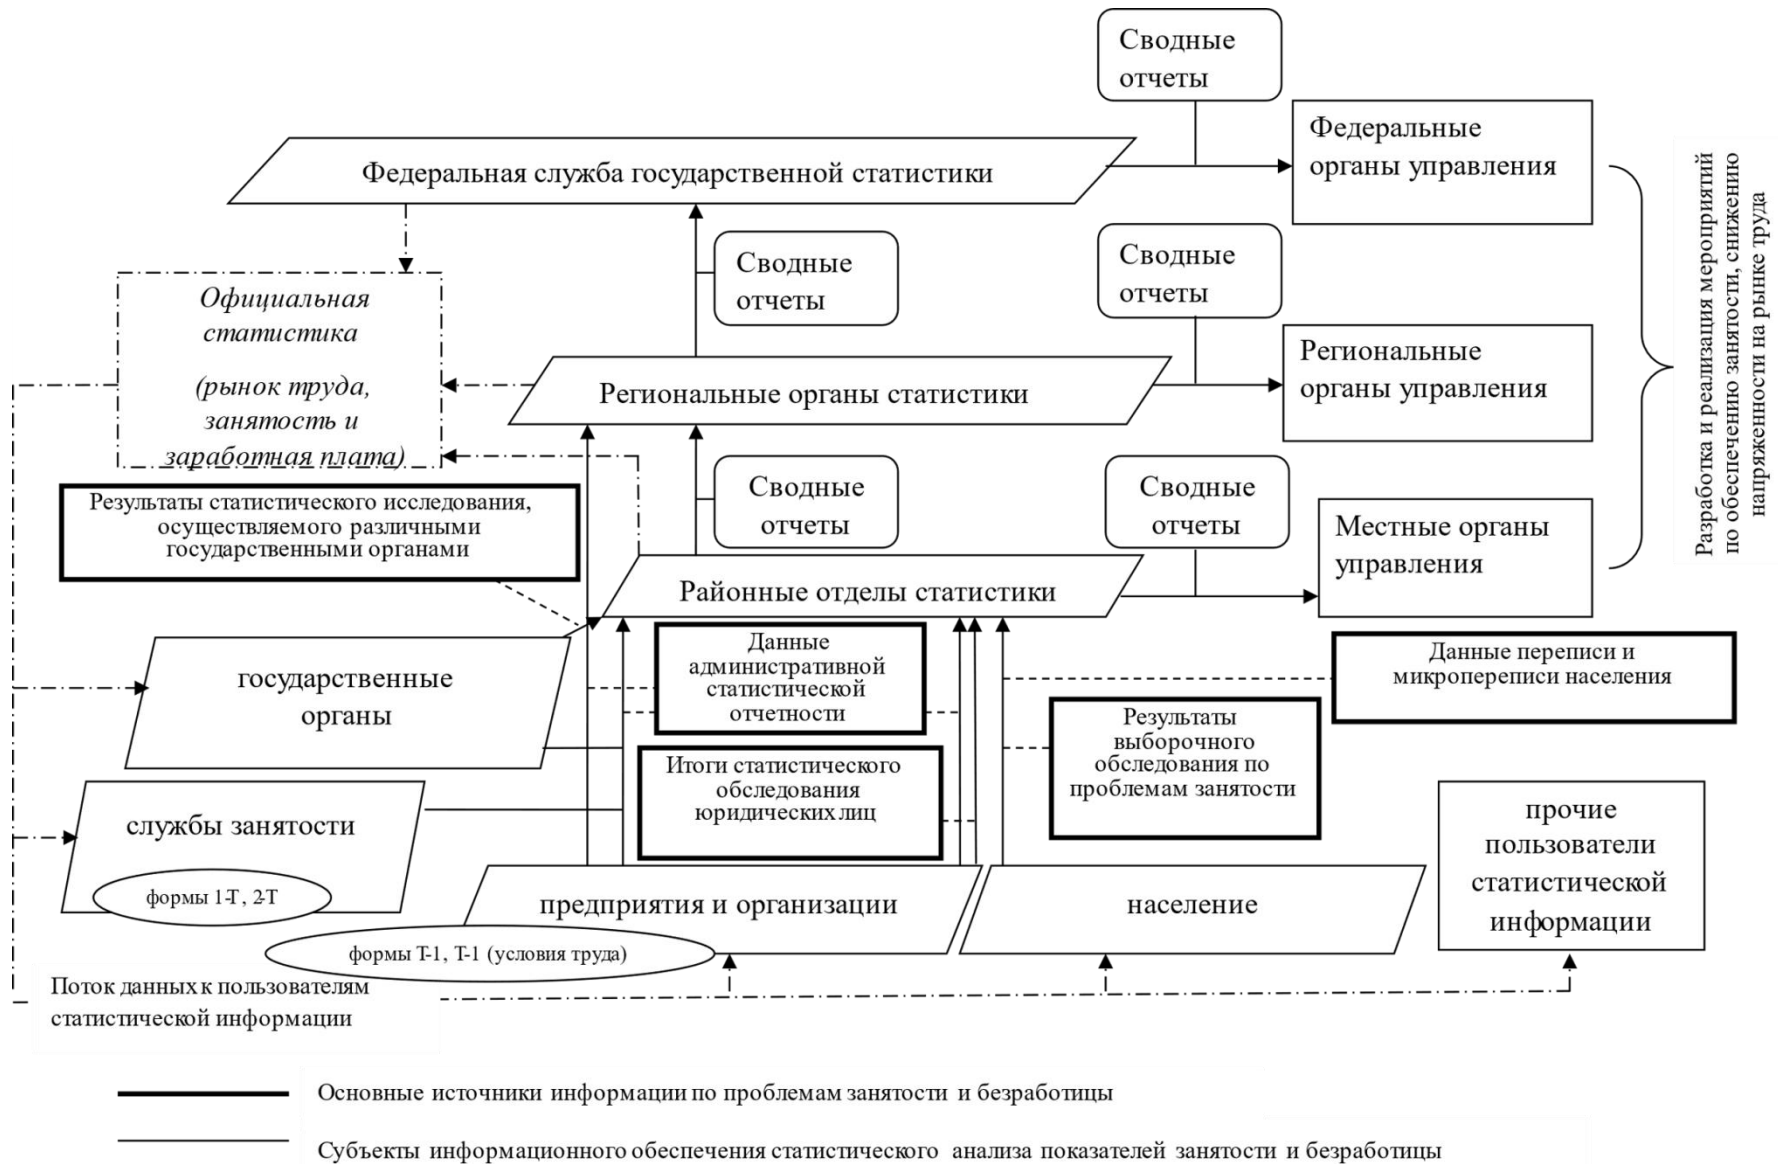 Сводные
отчеты
Федеральные
органы управления
Федеральная служба государственной статистики
Сводные
отчеты
Сводные
отчеты
Официальная
статистика
(рынок труда,
занятость и
заработная плата)
Региональные
органы управления
Региональные органы статистики
Разработка и реализация мероприятий
по обеспечению занятости, снижению
напряженности на рынке труда
Сводные
отчеты
Сводные
отчеты
Результаты статистического исследования,
осуществляемого различными
государственными органами
Местные органы
управления
Районные отделы статистики
Данные
административной
статистической
отчетности
Данные переписи и
микропереписи населения
государственные
органы
Результаты
выборочного
обследования по
проблемам занятости
Итоги статистического
обследования
юридических лиц
службы занятости
формы 1-Т, 2-Т
прочие
пользователи
статистической
информации
предприятия и организации
население
формы Т-1, Т-1 (условия труда)
Поток данных к пользователям
статистической информации
Основные источники информации по проблемам занятости и безработицы
Субъекты информационного обеспечения статистического анализа показателей занятости и безработицы